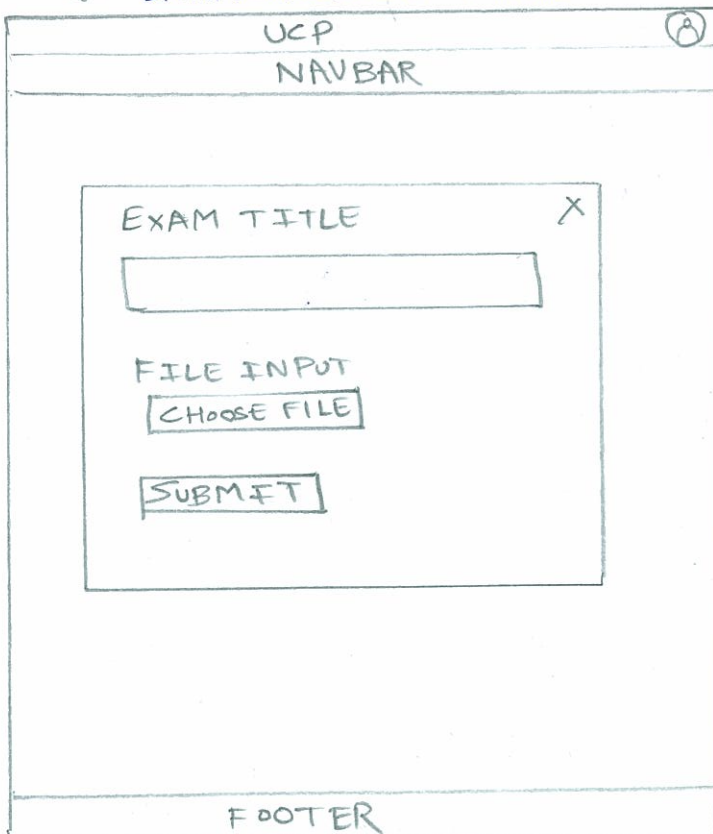 UCP
NAVBAR
EXAM TITLE X
FILE INPUT
CHOOSE FILE
SUBMIT
FOOTER